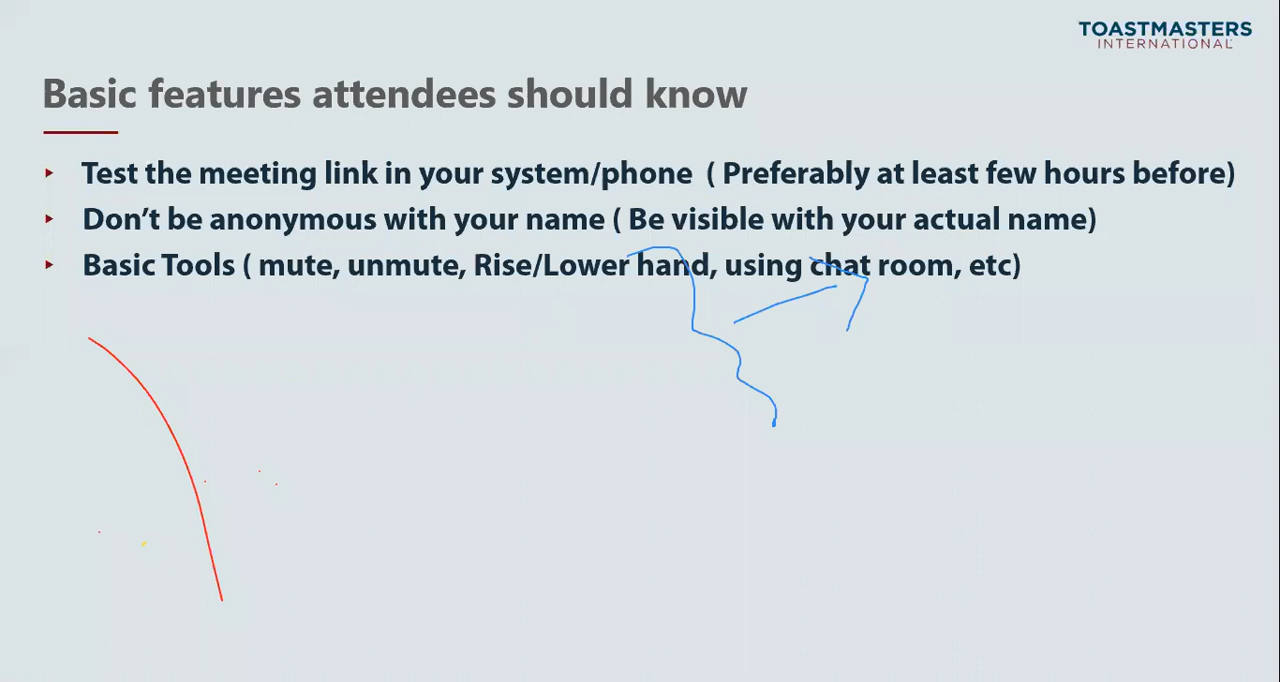 TOASTMASTERS
INTERNATIONAL
Basic features attendees should know
Test the meeting link in your system/phone ( Preferably at least few hours before)
Don’t be anonymous with your name ( Be visible with your actual name)
Basic Tools ( mute, unmute, Rise/Lower hand, using chat room, etc)